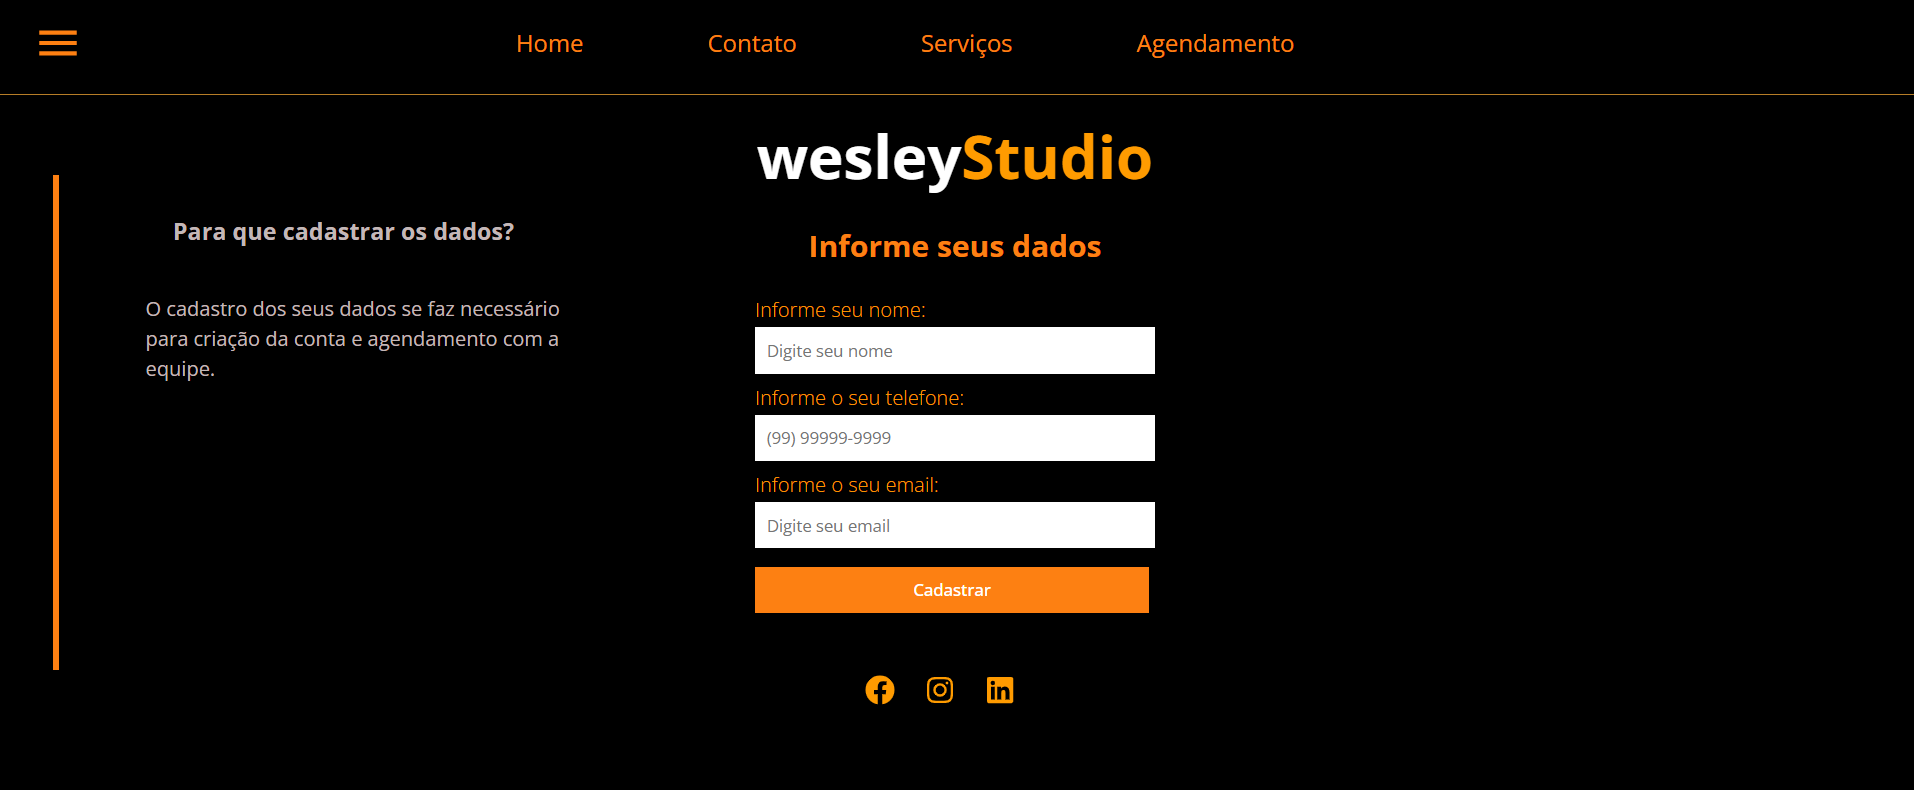 Home Contato Serviços Agendamento
wesleyStudio
Para que cadastrar os dados?
O cadastro dos seus dados se faz necessário
para criação da conta e agendamento com a
equipe.
Informe seus dados
Informe seu nome:
Digite seu nome
Informe o seu telefone:
(99) 99999-9999
Informe o seu email:
Digite seu email
Cadastrar